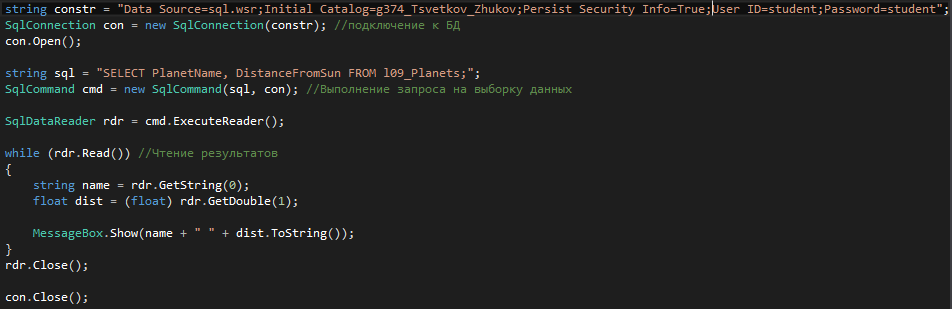 string constr = "Data Source=sql.wsr;Initial Catalog=g374_Tsvetkov_Zhukov;Persist Security Info=True;User ID=student;Password=student";
SqlConnection con = new SqlConnection(constr); //подключение к БД
con.Open();
string sql = "SELECT PlanetName, DistanceFromSun FROM l09_Planets;";
SqlCommand cmd = new SqlCommand(sql, con); //Выполнение запроса на выборку данных
SqlDataReader rdr = cmd.ExecuteReader();
while (rdr.Read()) //Чтение результатов
{
string name = rdr.GetString(0);
float dist = (float) rdr.GetDouble(1);
MessageBox.Show(name + " " + dist.ToString());
}
rdr.Close();
con.Close();